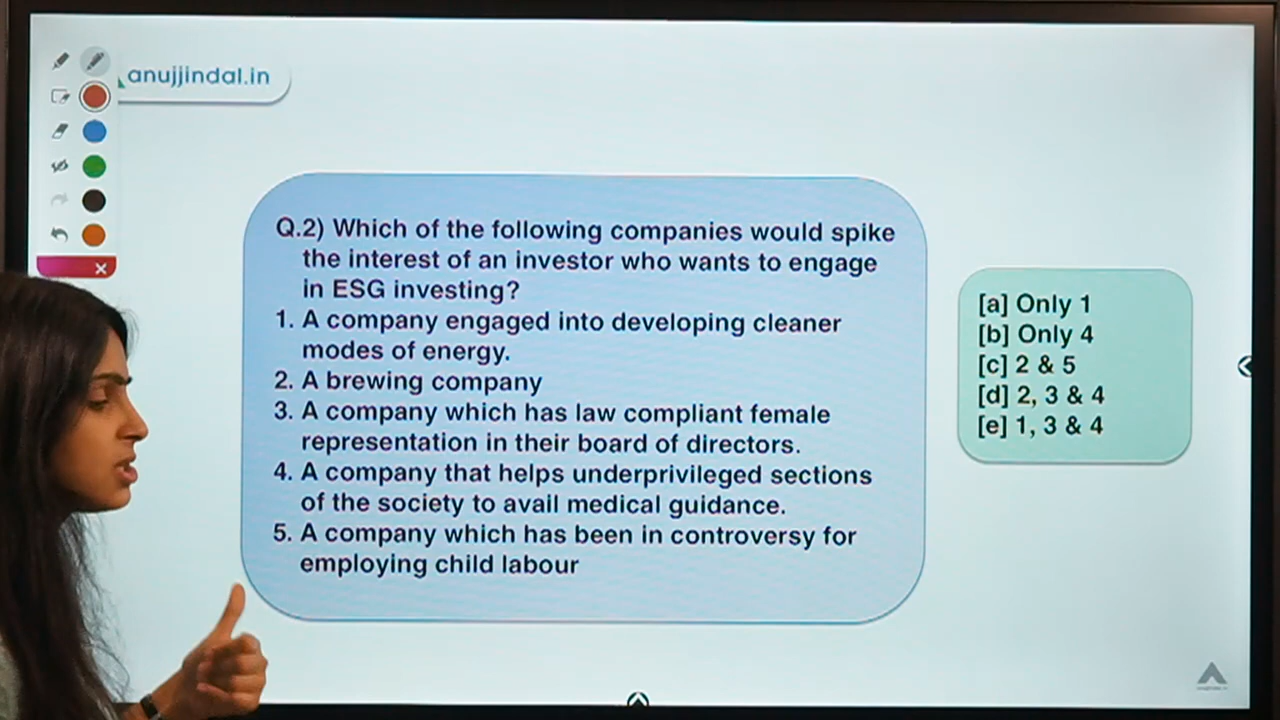 anujjindal.in
Q.2) Which of the following companies would spike
the interest of an investor who wants to engage
in ESG investing?
1. A company engaged into developing cleaner
modes of energy.
2. A brewing company
3. A company which has law compliant female
representation in their board of directors.
4. A company that helps underprivileged sections
of the society to avail medical guidance.
5. A company which has been in controversy for
employing child labour
[a] Only 1
[b] Only 4
[c] 2 & 5
[d] 2, 3 & 4
[e] 1, 3 & 4